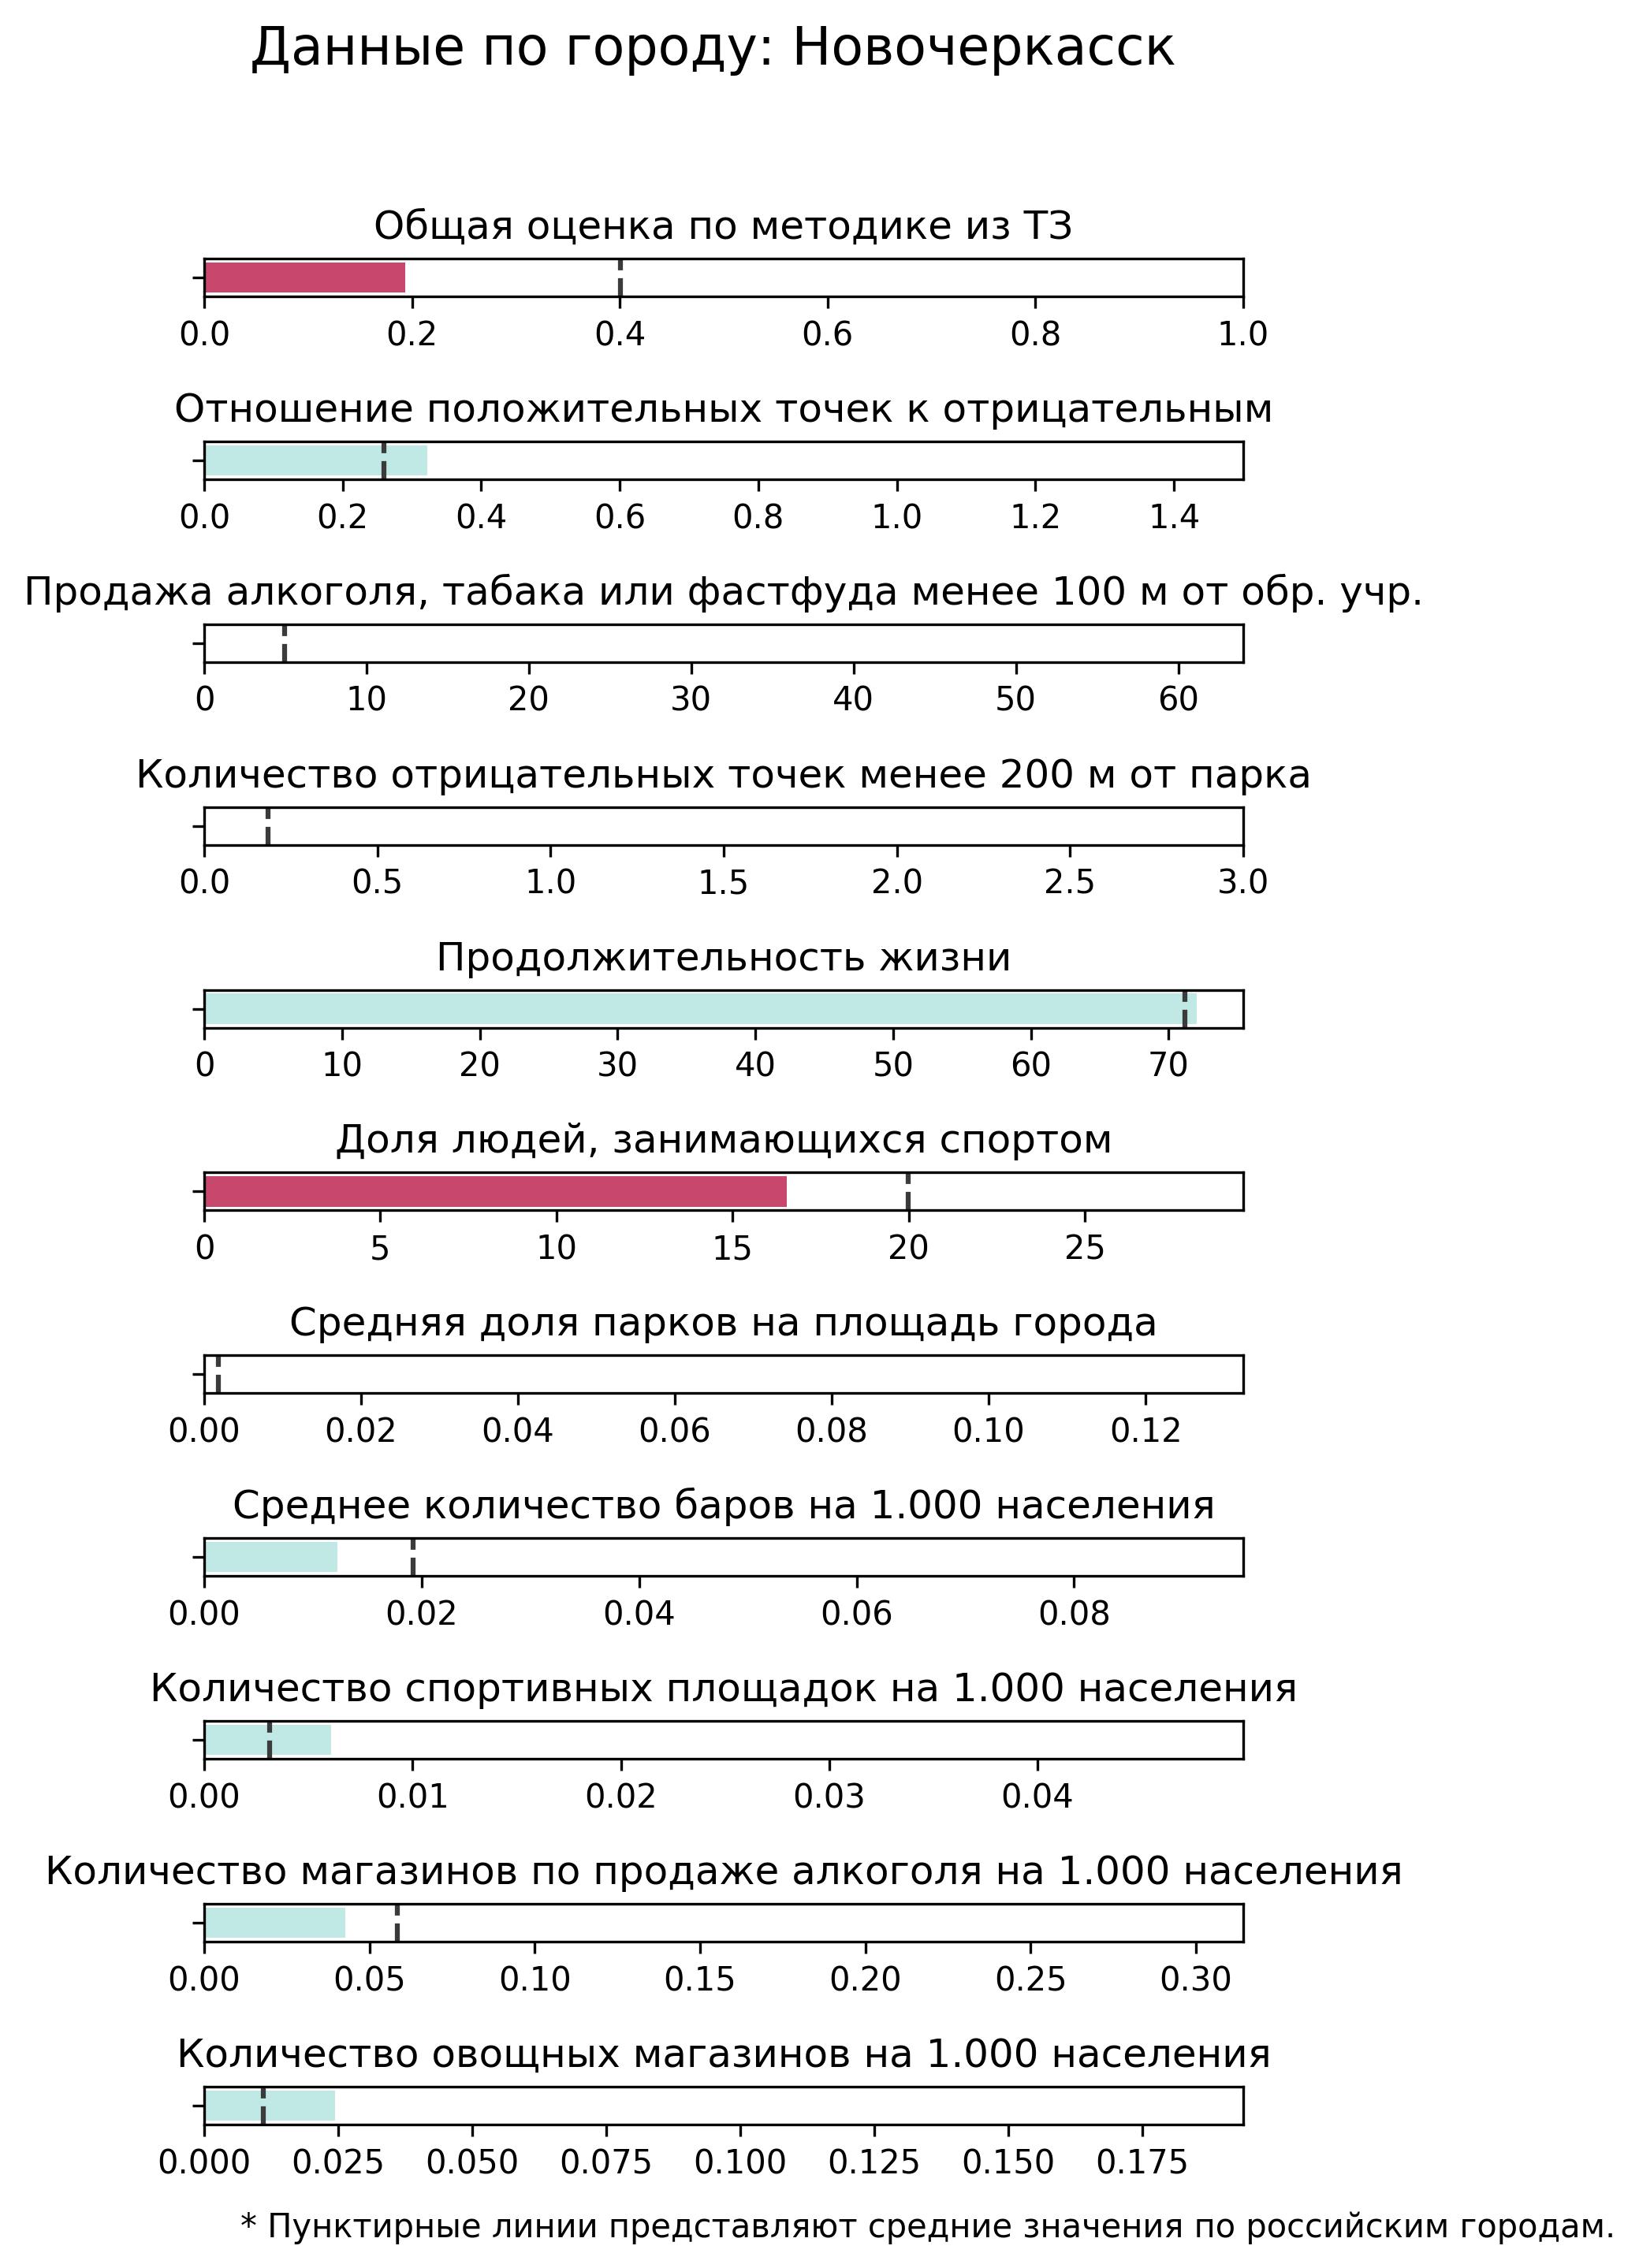 Данные по городу: Новочеркасск
Общая оценка по методике из ТЗ
0.0 0.2 0.4 0.6 0.8 1.0
Отношение положительных точек к отрицательным
0.0 0.2 0.4 0.6 0.8 1.0 1.2 1.4
Продажа алкоголя, табака или фастфуда менее 100 м от обр. учр.
0 10 20 30 40 50 60
Количество отрицательных точек менее 200 м от парка
0.0 0.5 1.0 1.5 2.0 2.5 3.0
Продолжительность жизни
0 10 20 30 40 50 60 70
Доля людей, занимающихся спортом
0 5 10 15 20 25
Средняя доля парков на площадь города
0.00 0.02 0.04 0.06 0.08 0.10 0.12
Среднее количество баров на 1.000 населения
0.00 0.02 0.04 0.06 0.08
Количество спортивных площадок на 1.000 населения
0.00 0.01 0.02 0.03 0.04
Количество магазинов по продаже алкоголя на 1.000 населения
0.00 0.05 0.10 0.15 0.20 0.25 0.30
Количество овощных магазинов на 1.000 населения
0.000 0.025 0.050 0.075 0.100 0.125 0.150 0.175
* Пунктирные линии представляют средние значения по российским городам.